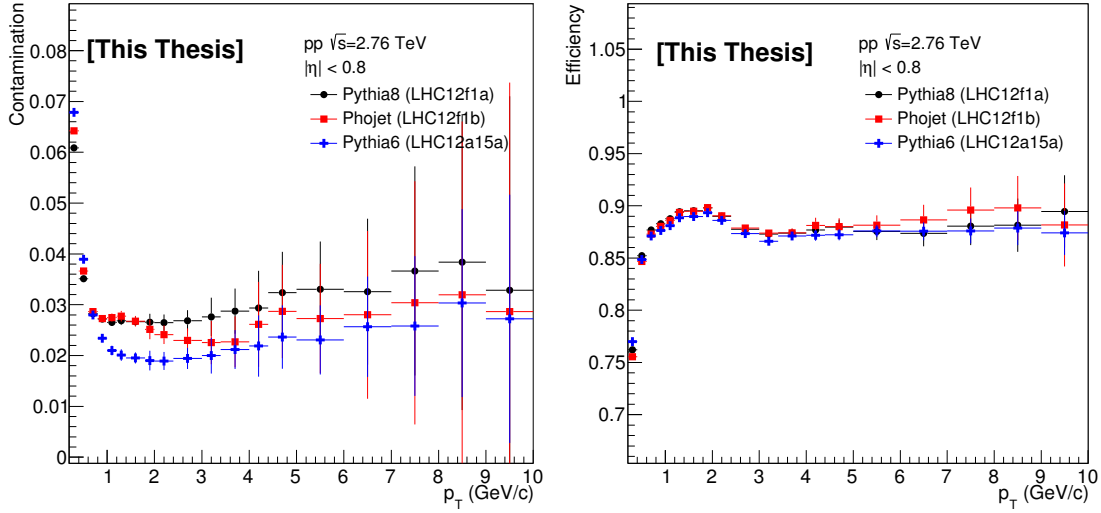 Contamination
0.08
0.07
0.06
0.05
0.04
0.03
0.02
0.01
0
[This Thesis]
pp √s=2.76 TeV
|η| < 0.8
Pythia8 (LHC12f1a)
Phojet (LHC12f1b)
Pythia6 (LHC12a15a)
1 2 3 4 5 6 7 8 9 10
p_T (GeV/c)
Efficiency
1.05
1
0.95
0.9
0.85
0.8
0.75
0.7
[This Thesis]
pp √s=2.76 TeV
|η| < 0.8
Pythia8 (LHC12f1a)
Phojet (LHC12f1b)
Pythia6 (LHC12a15a)
1 2 3 4 5 6 7 8 9 10
p_T (GeV/c)